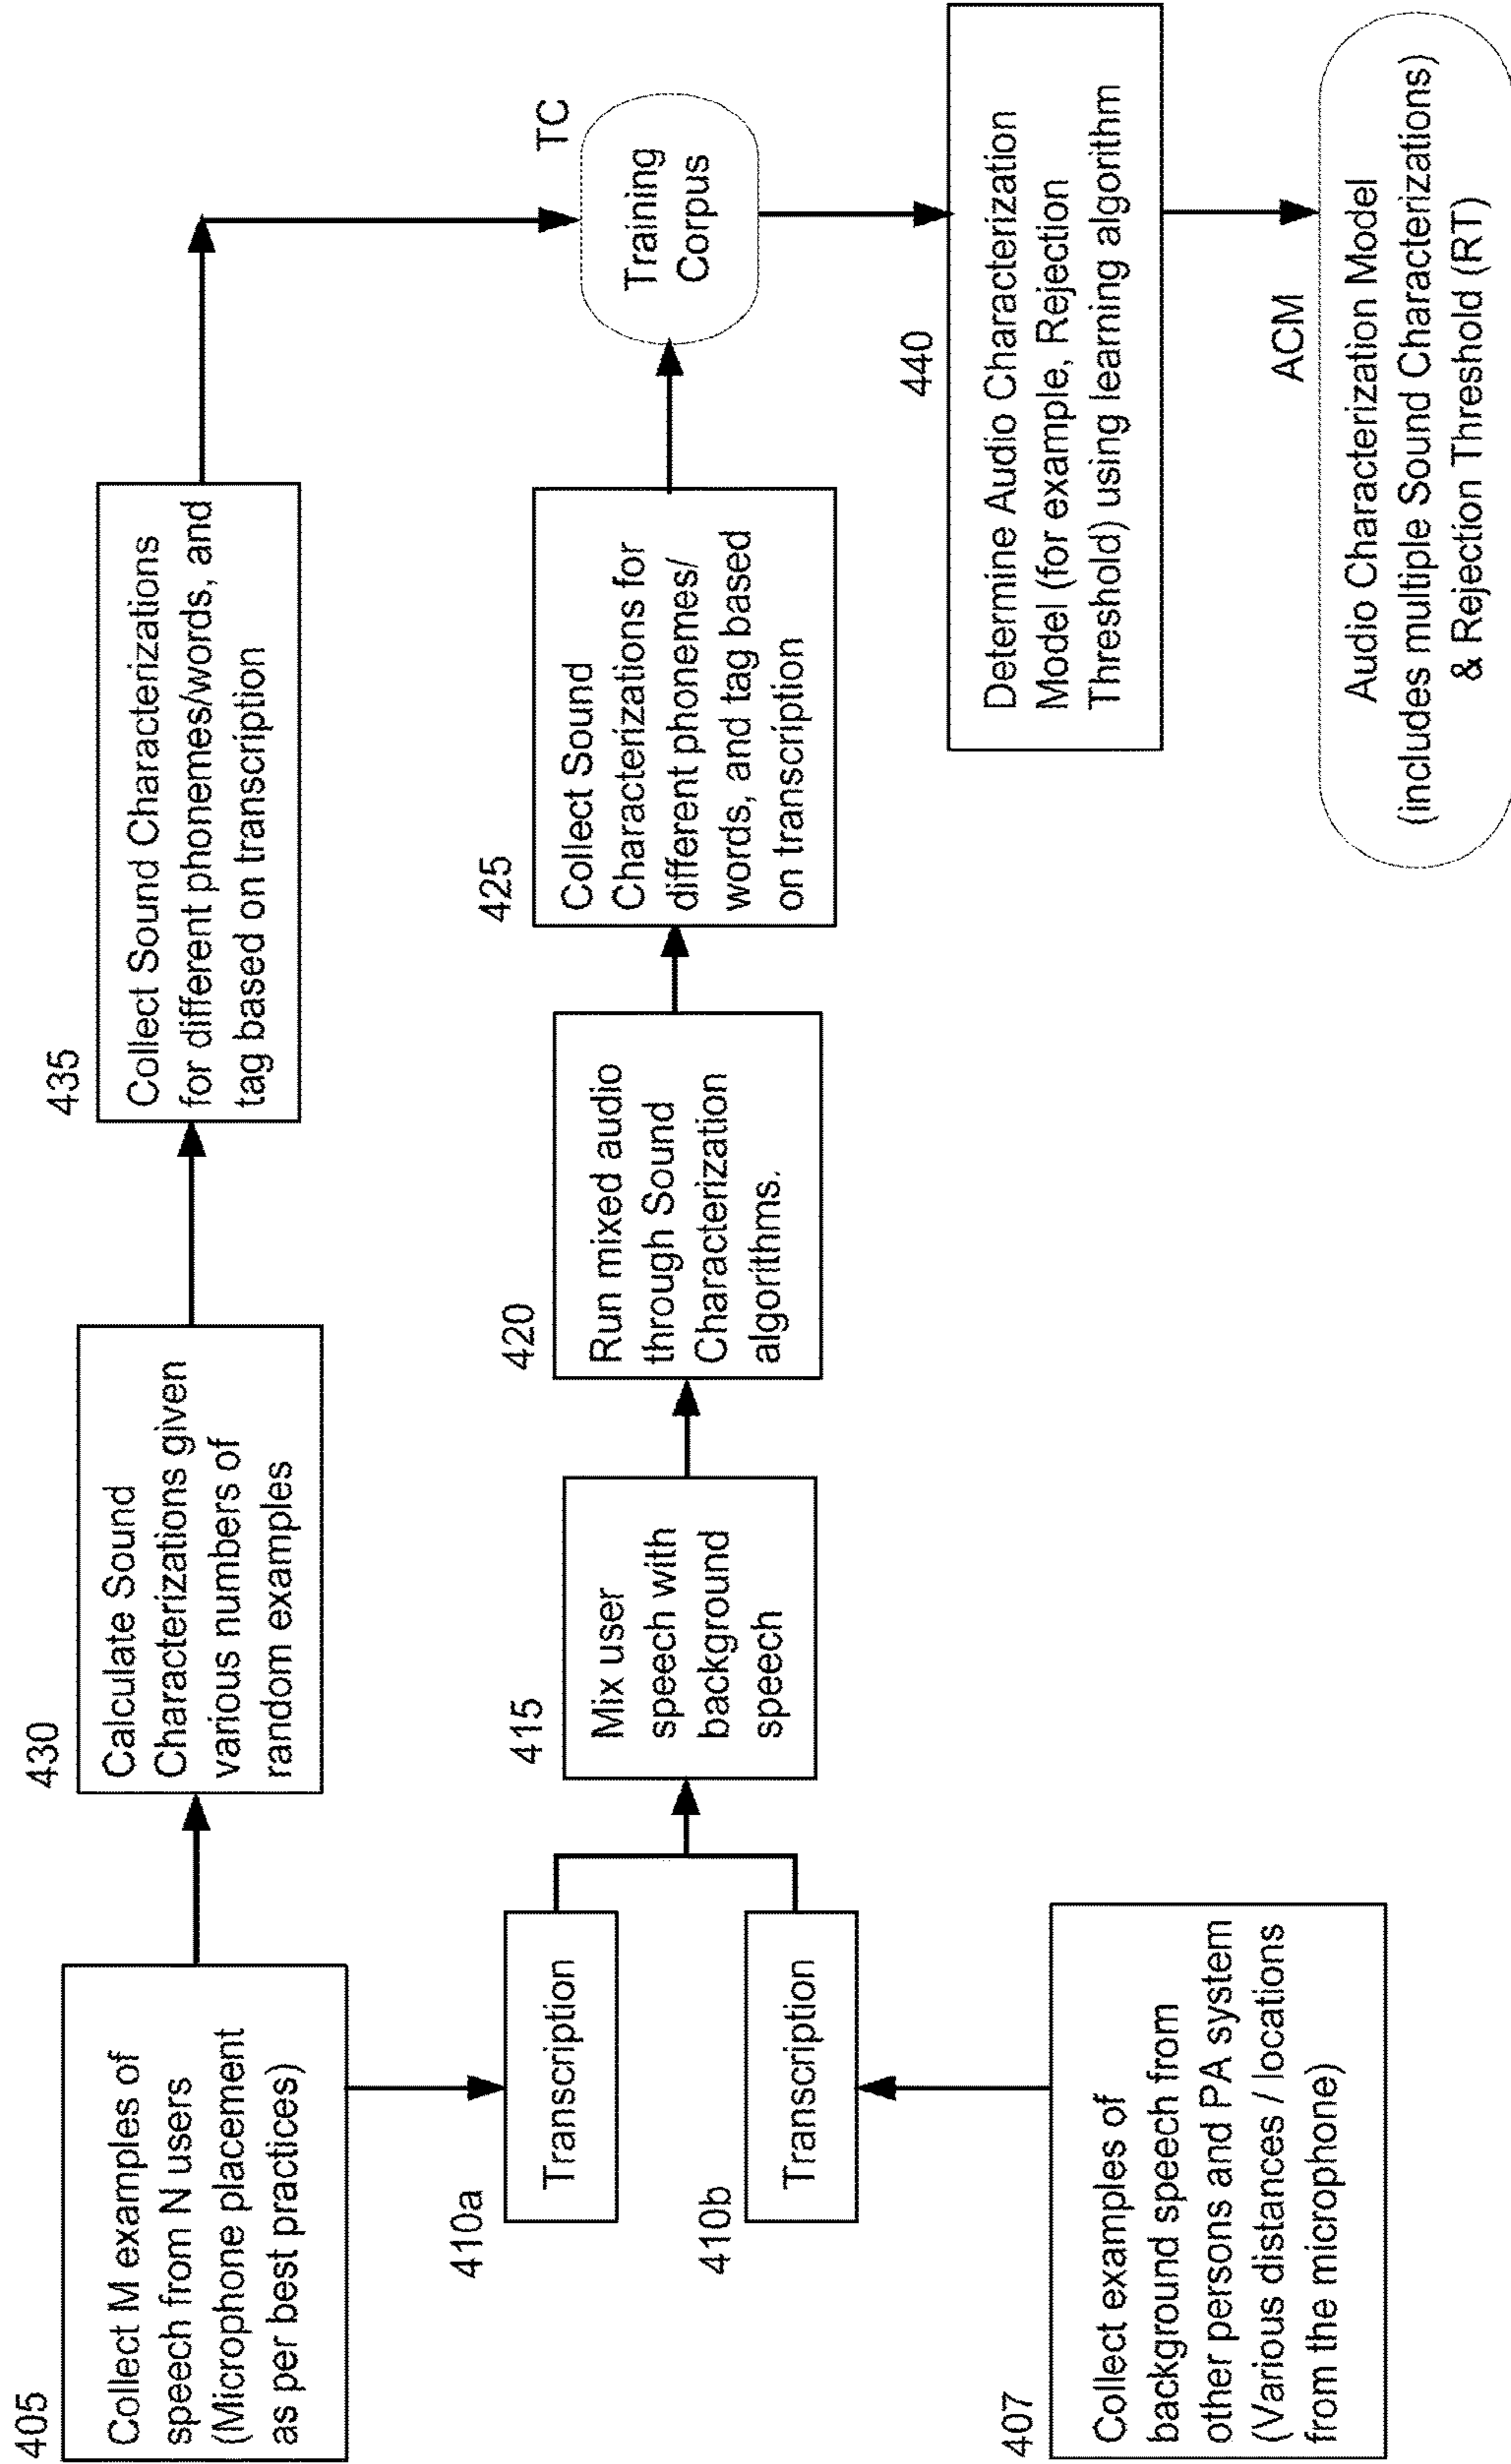 405
Collect M examples of
speech from N users
(Microphone placement
as per best practices)
430
Calculate Sound
Characterizations given
various numbers of
random examples
435
Collect Sound Characterizations
for different phonemes/words, and
tag based on transcription
410a
Transcription
410b
Transcription
415
Mix user
speech with
background
speech
420
Run mixed audio
through Sound
Characterization
algorithms.
425
Collect Sound
Characterizations for
different phonemes/
words, and tag based
on transcription
TC
Training
Corpus
407
Collect examples of
background speech from
other persons and PA system
(Various distances / locations
from the microphone)
440
Determine Audio Characterization
Model (for example, Rejection
Threshold) using learning algorithm
ACM
Audio Characterization Model
(includes multiple Sound Characterizations)
& Rejection Threshold (RT)